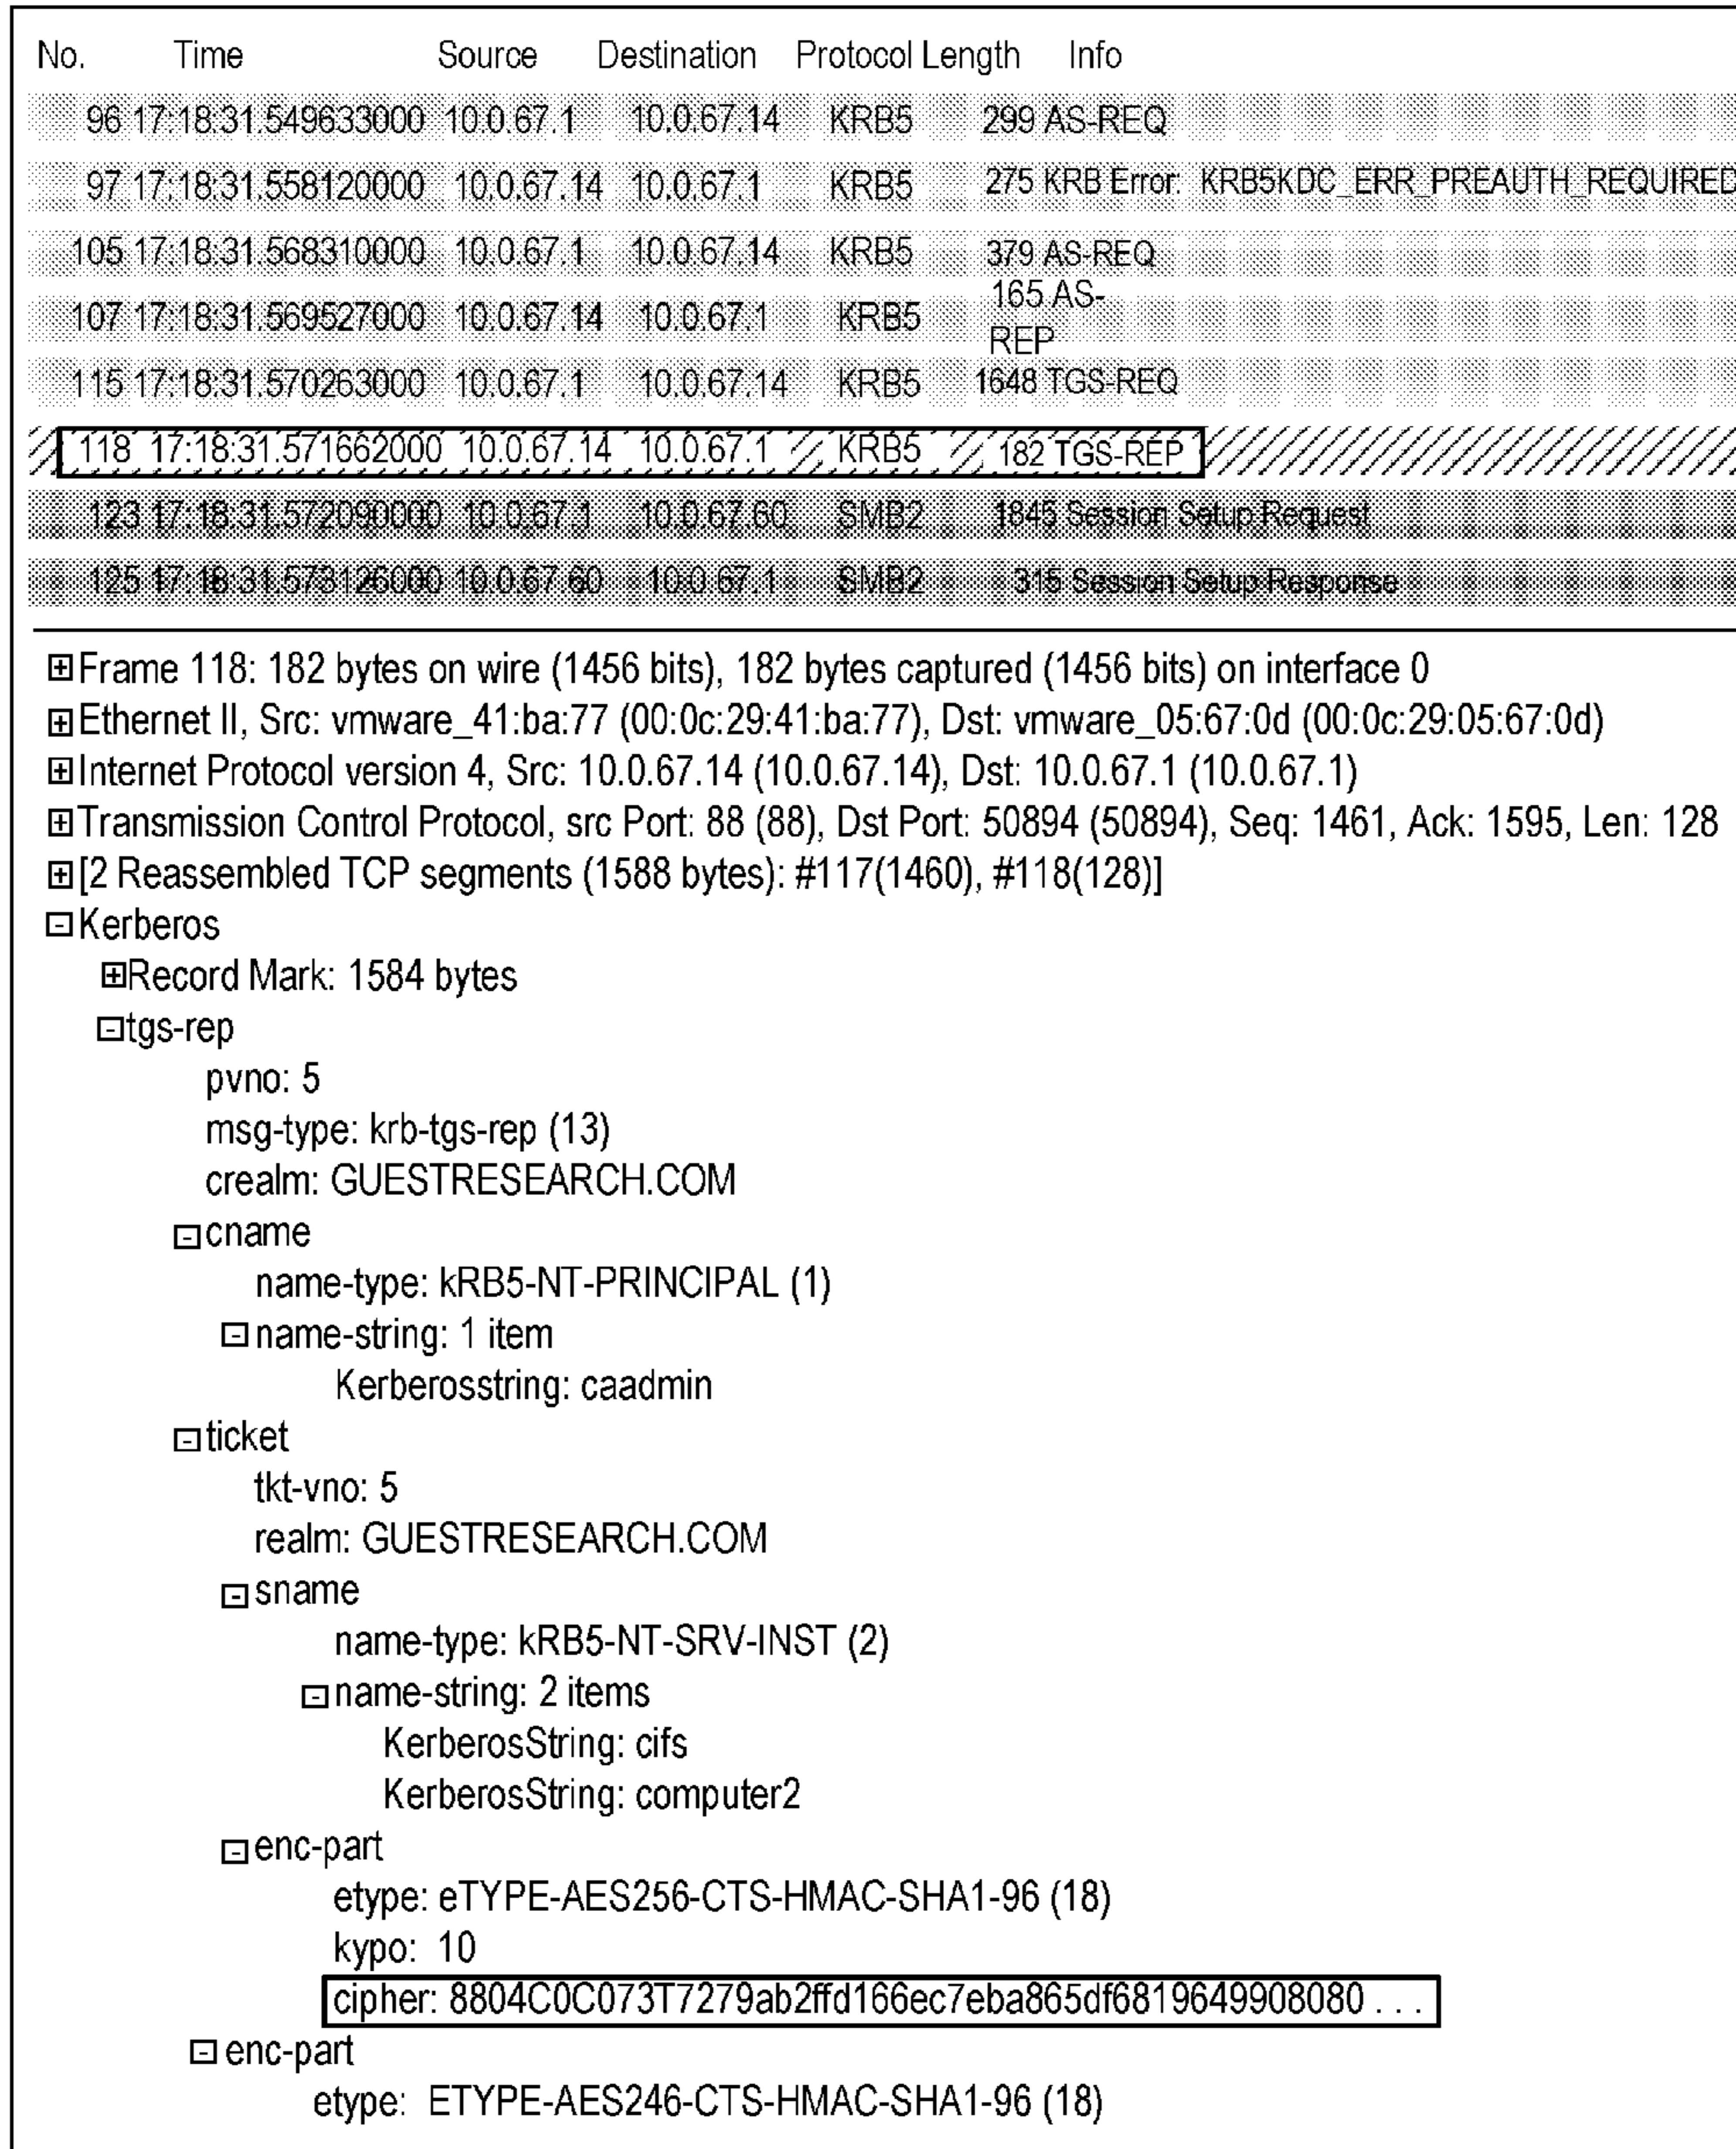 No. Time Source Destination Protocol Length Info
96 17:18:31.549633000 10.0.67.1 10.0.67.14 KRB5 299 AS-REQ
97 17:18:31.558120000 10.0.67.14 10.0.67.1 KRB5 275 KRB Error: KRB5KDC_ERR_PREAUTH_REQUIRED
105 17:18:31.568310000 10.0.67.1 10.0.67.14 KRB5 379 AS-REQ
107 17:18:31.569527000 10.0.67.14 10.0.67.1 KRB5 165 AS-
REP
115 17:18:31.570263000 10.0.67.1 10.0.67.14 KRB5 1648 TGS-REQ
118 17:18:31.571662000 10.0.67.14 10.0.67.1 KRB5 182 TGS-REP
123 17:18:31.572090000 10.0.67.1 10.0.67.60 SMB2 1845 Session Setup Request
125 17:18:31.573126000 10.0.67.60 10.0.67.1 SMB2 315 Session Setup Response
Frame 118: 182 bytes on wire (1456 bits), 182 bytes captured (1456 bits) on interface 0
Ethernet II, Src: vmware_41:ba:77 (00:0c:29:41:ba:77), Dst: vmware_05:67:0d (00:0c:29:05:67:0d)
Internet Protocol version 4, Src: 10.0.67.14 (10.0.67.14), Dst: 10.0.67.1 (10.0.67.1)
Transmission Control Protocol, src Port: 88 (88), Dst Port: 50894 (50894), Seq: 1461, Ack: 1595, Len: 128
[2 Reassembled TCP segments (1588 bytes): #117(1460), #118(128)]
Kerberos
Record Mark: 1584 bytes
tgs-rep
pvno: 5
msg-type: krb-tgs-rep (13)
crealm: GUESTRESEARCH.COM
cname
name-type: kRB5-NT-PRINCIPAL (1)
name-string: 1 item
Kerberosstring: caadmin
ticket
tkt-vno: 5
realm: GUESTRESEARCH.COM
sname
name-type: kRB5-NT-SRV-INST (2)
name-string: 2 items
KerberosString: cifs
KerberosString: computer2
enc-part
etype: eTYPE-AES256-CTS-HMAC-SHA1-96 (18)
kypo: 10
cipher: 8804C0C073T7279ab2ffd166ec7eba865df6819649908080 . . .
enc-part
etype: ETYPE-AES246-CTS-HMAC-SHA1-96 (18)